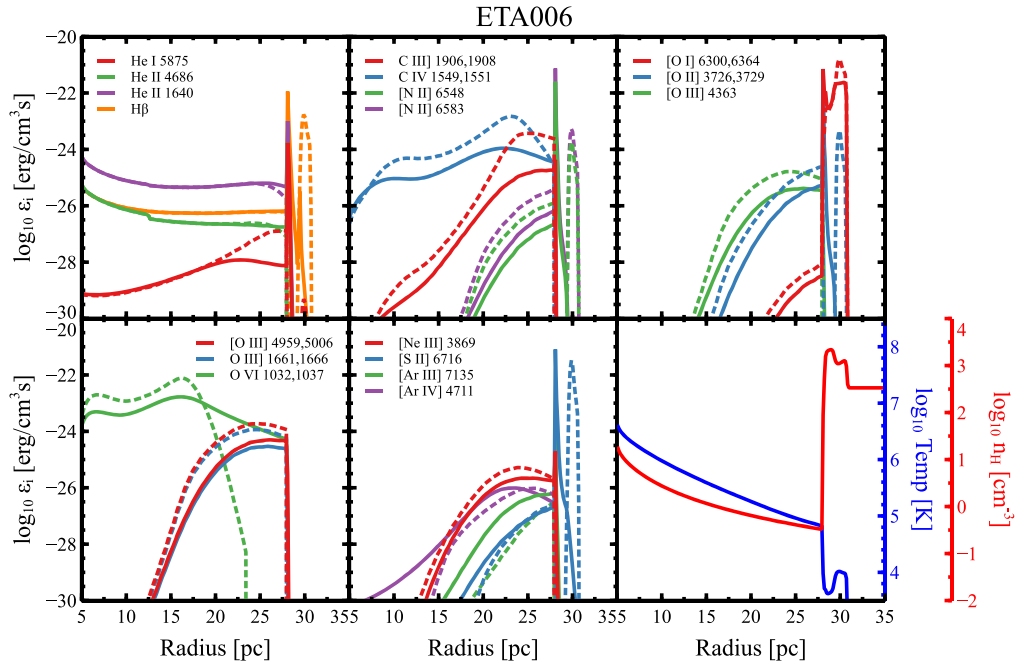 ETA006
−20
−22
−24
−26
−28
−30
log₁₀ εᵢ [erg/cm³s]
He I 5875
He II 4686
He II 1640
Hβ
C III] 1906,1908
C IV 1549,1551
[N II] 6548
[N II] 6583
[O I] 6300,6364
[O II] 3726,3729
[O III] 4363
−20
−22
−24
−26
−28
−30
log₁₀ εᵢ [erg/cm³s]
[O III] 4959,5006
O III] 1661,1666
O VI 1032,1037
[Ne III] 3869
[S II] 6716
[Ar III] 7135
[Ar IV] 4711
8
7
6
5
4
log₁₀ Temp [K]
4
3
2
1
0
−1
−2
log₁₀ n_H [cm⁻³]
5 10 15 20 25 30 35
5 10 15 20 25 30 35
5 10 15 20 25 30 35
Radius [pc] Radius [pc] Radius [pc]